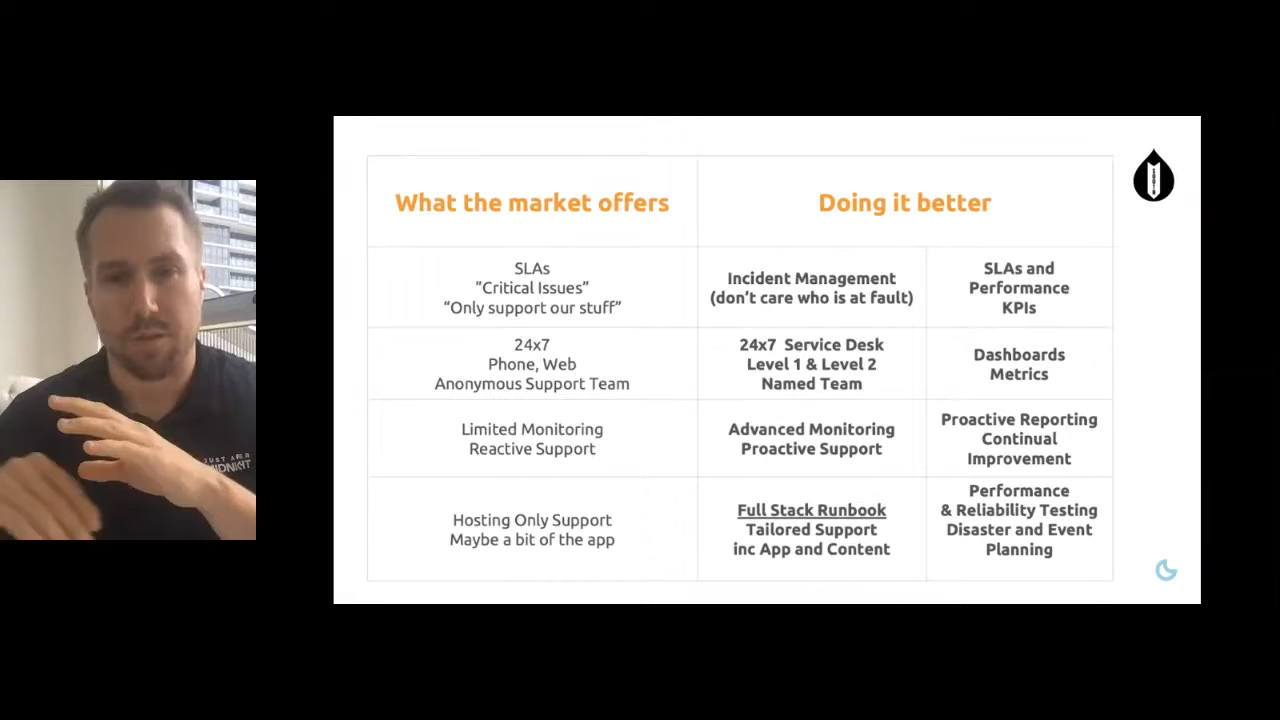 What the market offers
Doing it better
SLAs
"Critical Issues"
"Only support our stuff"
Incident Management
(don't care who is at fault)
SLAs and
Performance
KPIs
24x7
Phone, Web
Anonymous Support Team
24x7 Service Desk
Level 1 & Level 2
Named Team
Dashboards
Metrics
Limited Monitoring
Reactive Support
Advanced Monitoring
Proactive Support
Proactive Reporting
Continual
Improvement
Hosting Only Support
Maybe a bit of the app
Full Stack Runbook
Tailored Support
inc App and Content
Performance
& Reliability Testing
Disaster and Event
Planning
JUST